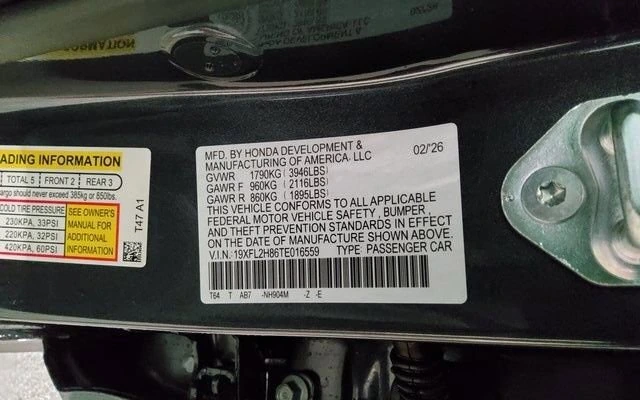 ADING INFORMATION
TOTAL 5 FRONT 2 REAR 3
argo should never exceed 385kg or 850lbs.
COLD TIRE PRESSURE
230KPA, 33PSI
220KPA, 32PSI
420KPA, 60PSI
SEE OWNER'S
MANUAL FOR
ADDITIONAL
INFORMATION
T47 A1
MFD. BY HONDA DEVELOPMENT & 02/'26
MANUFACTURING OF AMERICA, LLC
GVWR 1790KG (3946LBS)
GAWR F 960KG (2116LBS)
GAWR R 860KG (1895LBS)
THIS VEHICLE CONFORMS TO ALL APPLICABLE
FEDERAL MOTOR VEHICLE SAFETY, BUMPER
AND THEFT PREVENTION STANDARDS IN EFFECT
ON THE DATE OF MANUFACTURE SHOWN ABOVE.
V.I.N. 19XFL2H86TE016559 TYPE PASSENGER CAR
T64 T AB7 -NH904M -Z -E